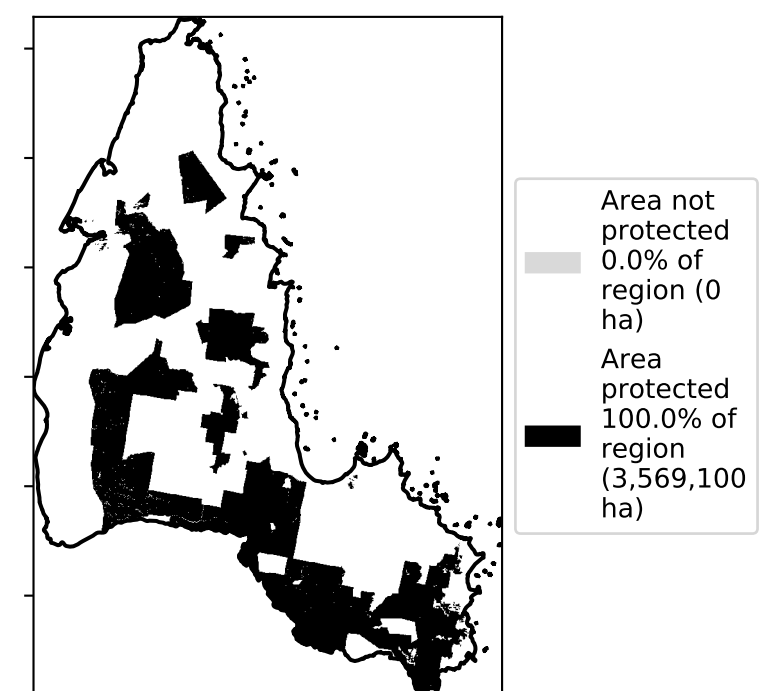 Area not
protected
0.0% of
region (0
ha)
Area
protected
100.0% of
region
(3,569,100
ha)